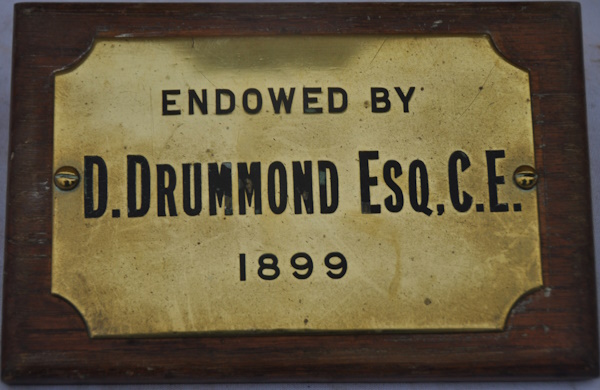 ENDOWED BY
D. DRUMMOND ESQ, C.E.
1899